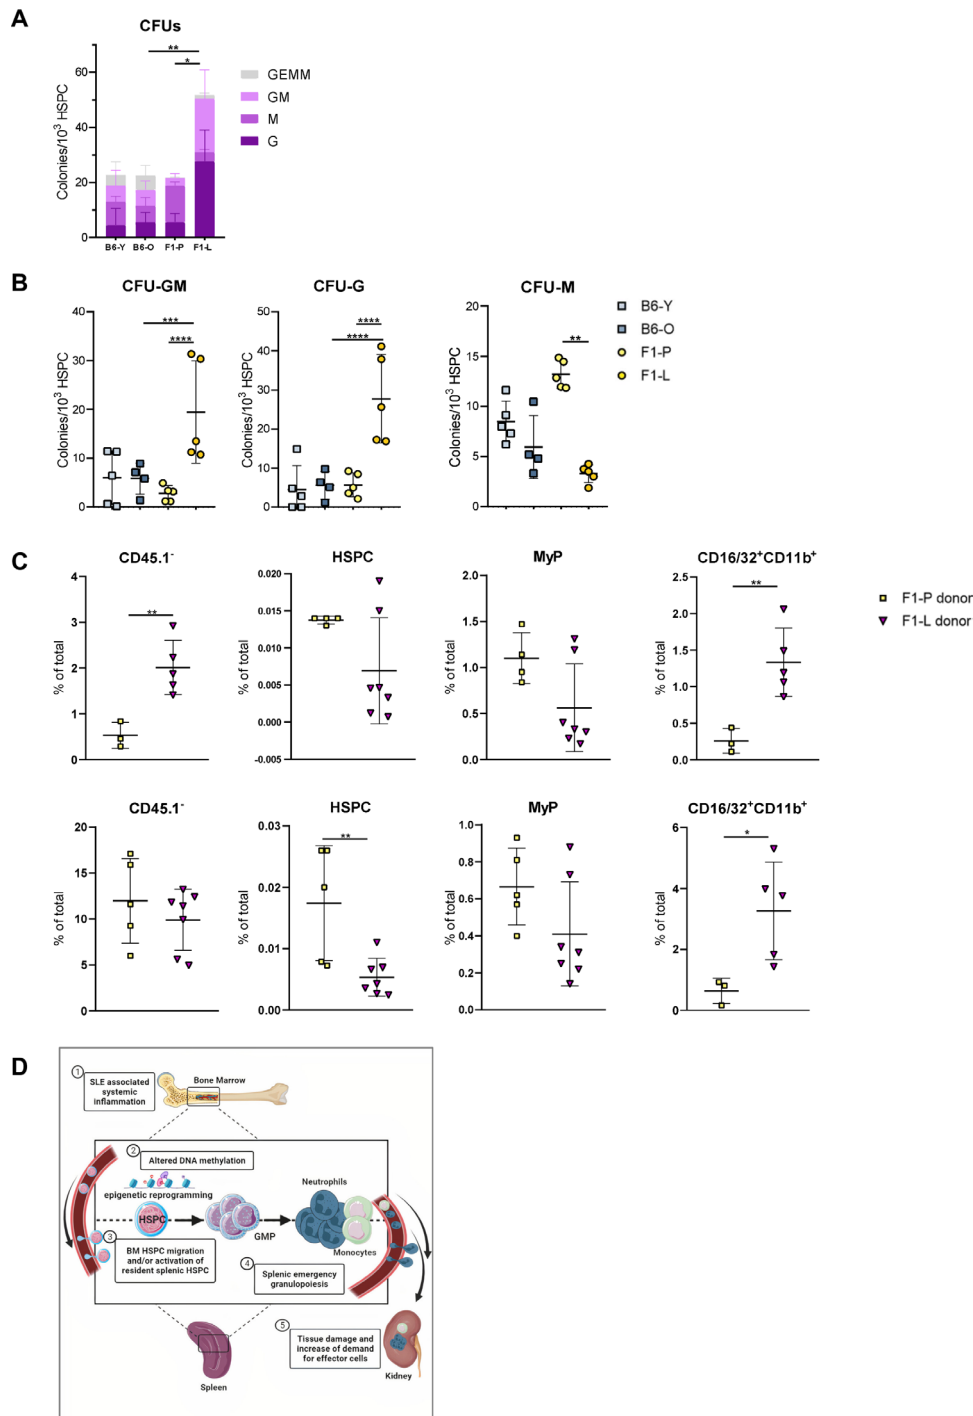 A
CFUs
**
*
Colonies/10³ HSPC
60
40
20
0
B6-Y B6-O F1-P F1-L
GEMM
GM
M
G
B
CFU-GM
***
****
Colonies/10³ HSPC
40
30
20
10
0
CFU-G
****
****
Colonies/10³ HSPC
50
40
30
20
10
0
CFU-M
**
Colonies/10³ HSPC
20
15
10
5
0
B6-Y
B6-O
F1-P
F1-L
C
CD45.1⁻
**
% of total
4
3
2
1
0
HSPC
% of total
0.020
0.015
0.010
0.005
0.000
-0.005
MyP
% of total
2.0
1.5
1.0
0.5
0.0
CD16/32⁺CD11b⁺
**
% of total
2.5
2.0
1.5
1.0
0.5
0.0
F1-P donor
F1-L donor
CD45.1⁻
% of total
20
15
10
5
0
HSPC
**
% of total
0.03
0.02
0.01
0.00
MyP
% of total
1.0
0.8
0.6
0.4
0.2
0.0
CD16/32⁺CD11b⁺
*
% of total
6
4
2
0
D
1
SLE associated
systemic
inflammation
Bone Marrow
2
Altered DNA methylation
epigenetic reprogramming
HSPC
GMP
Neutrophils
Monocytes
3
BM HSPC migration
and/or activation of
resident splenic HSPC
4
Splenic emergency
granulopoiesis
5
Tissue damage and
increase of demand
for effector cells
Kidney
Spleen